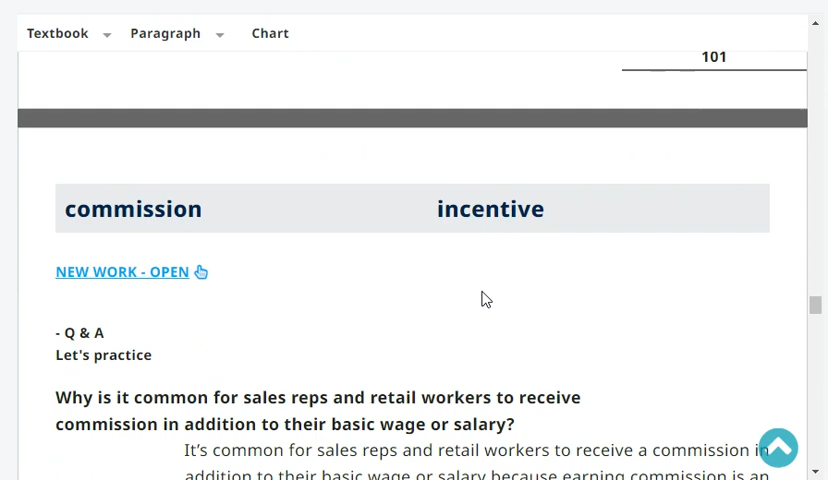 Textbook Paragraph Chart
101
commission incentive
NEW WORK - OPEN
- Q & A
Let's practice
Why is it common for sales reps and retail workers to receive
commission in addition to their basic wage or salary?
It’s common for sales reps and retail workers to receive a commission in
addition to their basic wage or salary because earning commission is an